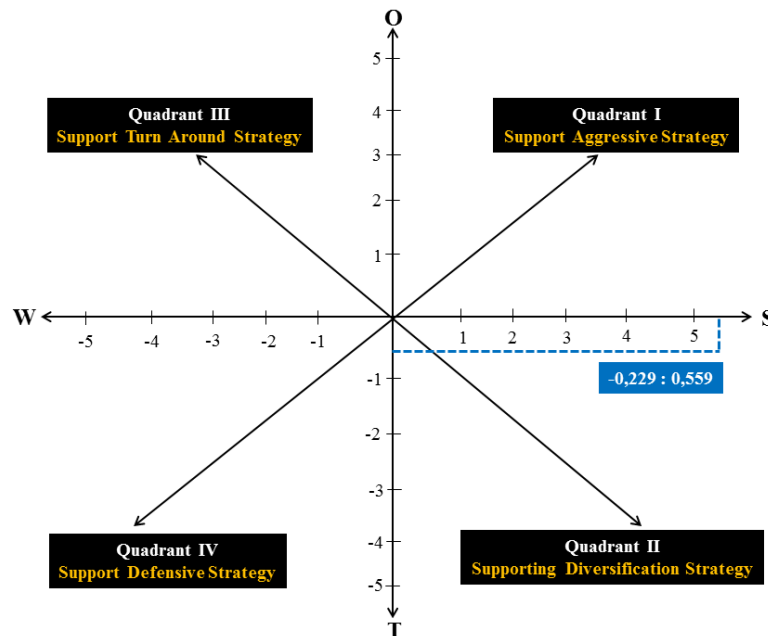 O
5
Quadrant III
Support Turn Around Strategy
Quadrant I
Support Aggressive Strategy
4
3
2
1
W
S
-5
-4
-3
-2
-1
1
2
3
4
5
-0,229 : 0,559
-1
-2
-3
Quadrant IV
Support Defensive Strategy
Quadrant II
Supporting Diversification Strategy
-4
-5
T